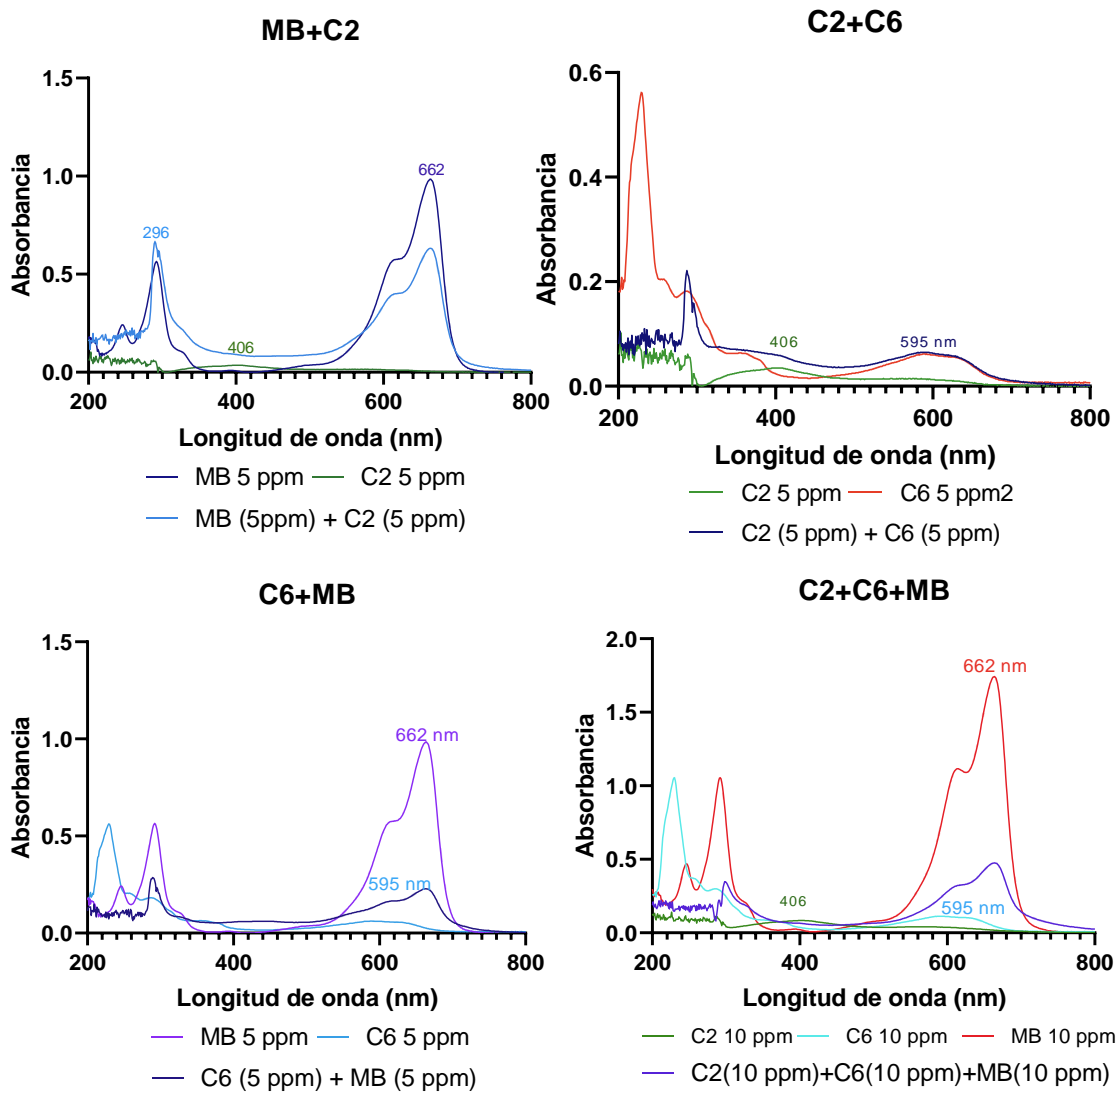 MB+C2
1.5
1.0
0.5
0.0
Absorbancia
296
406
662
200 400 600 800
Longitud de onda (nm)
MB 5 ppm C2 5 ppm
MB (5ppm) + C2 (5 ppm)
C2+C6
0.6
0.4
0.2
0.0
Absorbancia
406
595 nm
200 400 600 800
Longitud de onda (nm)
C2 5 ppm C6 5 ppm2
C2 (5 ppm) + C6 (5 ppm)
C6+MB
1.5
1.0
0.5
0.0
Absorbancia
662 nm
595 nm
200 400 600 800
Longitud de onda (nm)
MB 5 ppm C6 5 ppm
C6 (5 ppm) + MB (5 ppm)
C2+C6+MB
2.0
1.5
1.0
0.5
0.0
Absorbancia
662 nm
406
595 nm
200 400 600 800
Longitud de onda (nm)
C2 10 ppm C6 10 ppm MB 10 ppm
C2(10 ppm)+C6(10 ppm)+MB(10 ppm)